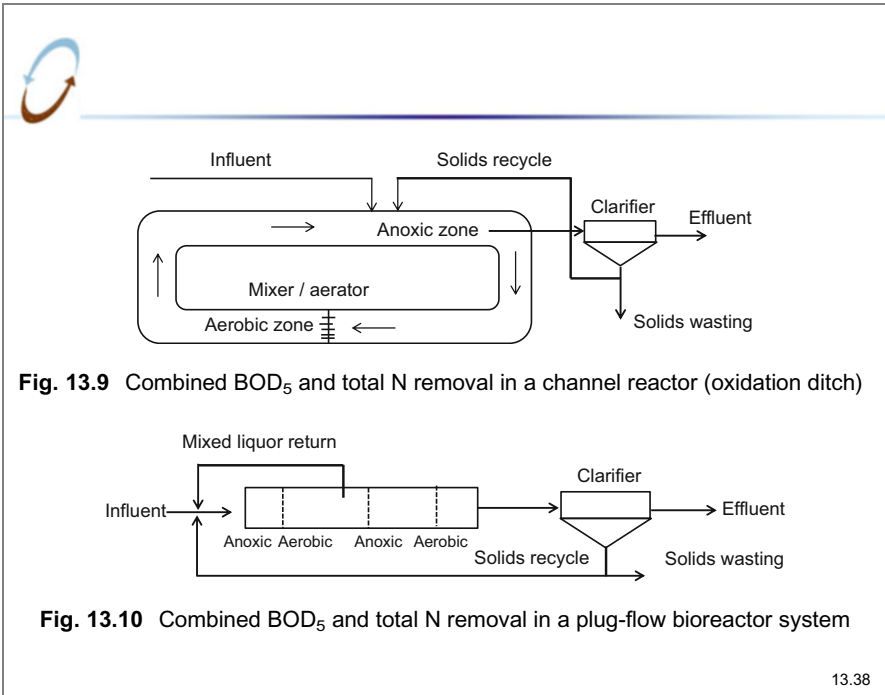 Influent
Solids recycle
Clarifier
Effluent
Anoxic zone
Mixer / aerator
Aerobic zone
Solids wasting
Fig. 13.9 Combined BOD₅ and total N removal in a channel reactor (oxidation ditch)
Mixed liquor return
Clarifier
Influent
Effluent
Anoxic Aerobic Anoxic Aerobic
Solids recycle
Solids wasting
Fig. 13.10 Combined BOD₅ and total N removal in a plug-flow bioreactor system
13.38